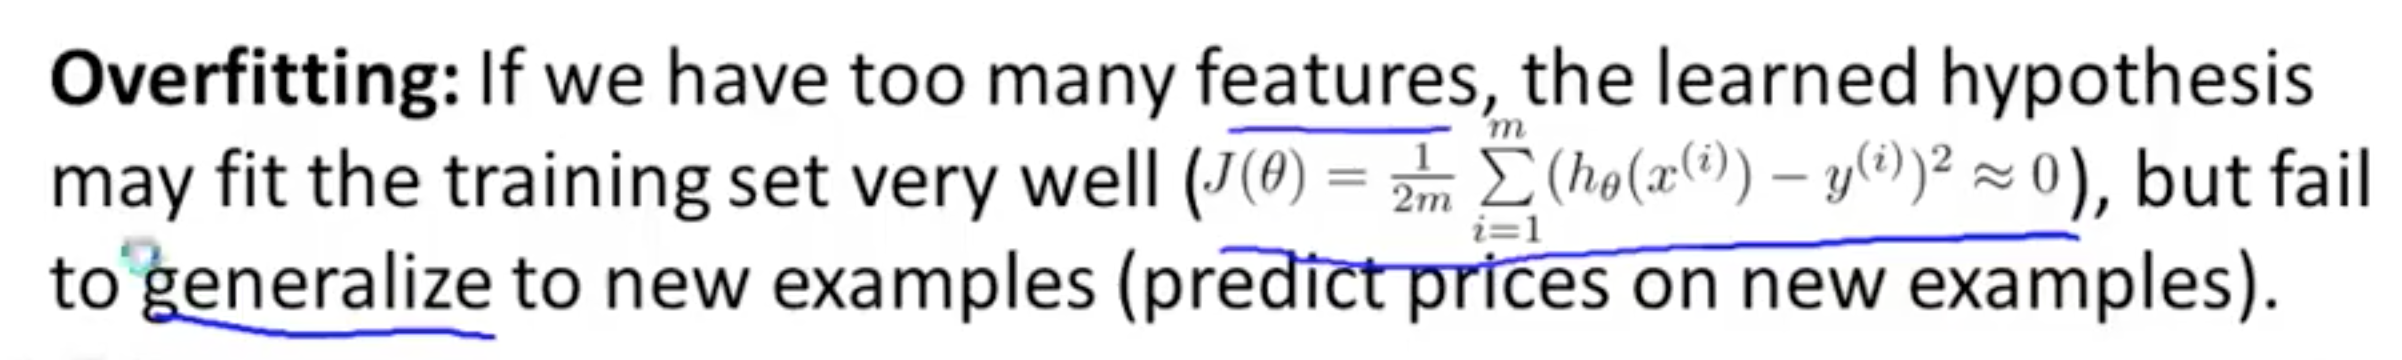 Overfitting: If we have too many features, the learned hypothesis
may fit the training set very well (J(θ) = 1/2m ∑_{i=1}^{m} (h_θ(x^{(i)}) − y^{(i)})² ≈ 0), but fail
to generalize to new examples (predict prices on new examples).